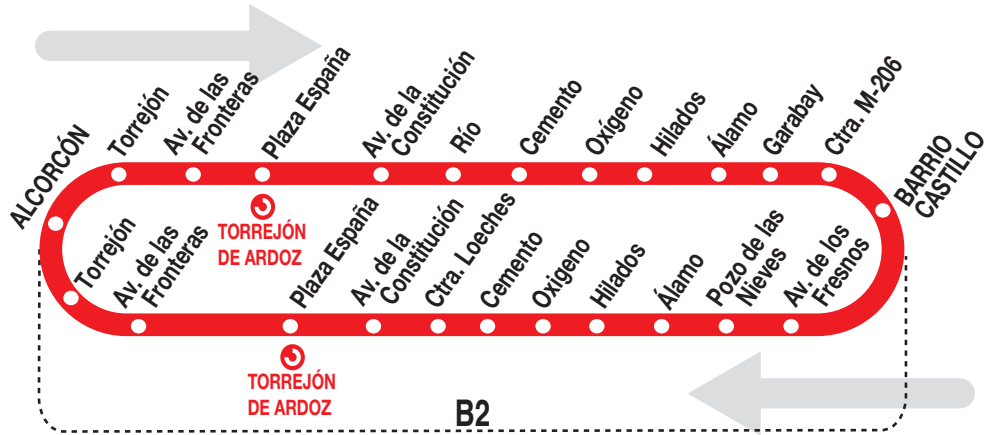 ALCORCÓN
Torrejón
Av. de las
Fronteras
Plaza España
Av. de la
Constitución
Río
Cemento
Oxígeno
Hilados
Álamo
Garabay
Ctra. M-206
BARRIO
CASTILLO
TORREJÓN
DE ARDOZ
Torrejón
Av. de las
Fronteras
Plaza España
Av. de la
Constitución
Ctra. Loeches
Cemento
Oxigeno
Hilados
Álamo
Pozo de las
Nieves
Av. de los
Fresnos
TORREJÓN
DE ARDOZ
B2